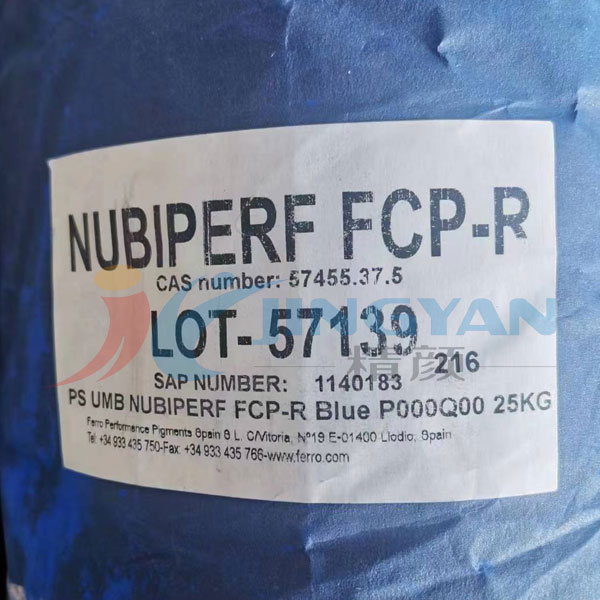 NUBIPERF FCP-R
CAS number: 57455.37.5
JINGYAN
LOT- 57139
精颜
216
SAP NUMBER: 1140183
PS UMB NUBIPERF FCP-R Blue P000Q00 25KG
Ferro Performance Pigments Spain S L. C/Vitoria, Nº19 E-01400 Llodio, Spain
Tel +34 933 435 750-Fax: +34 933 435 766-www.ferro.com